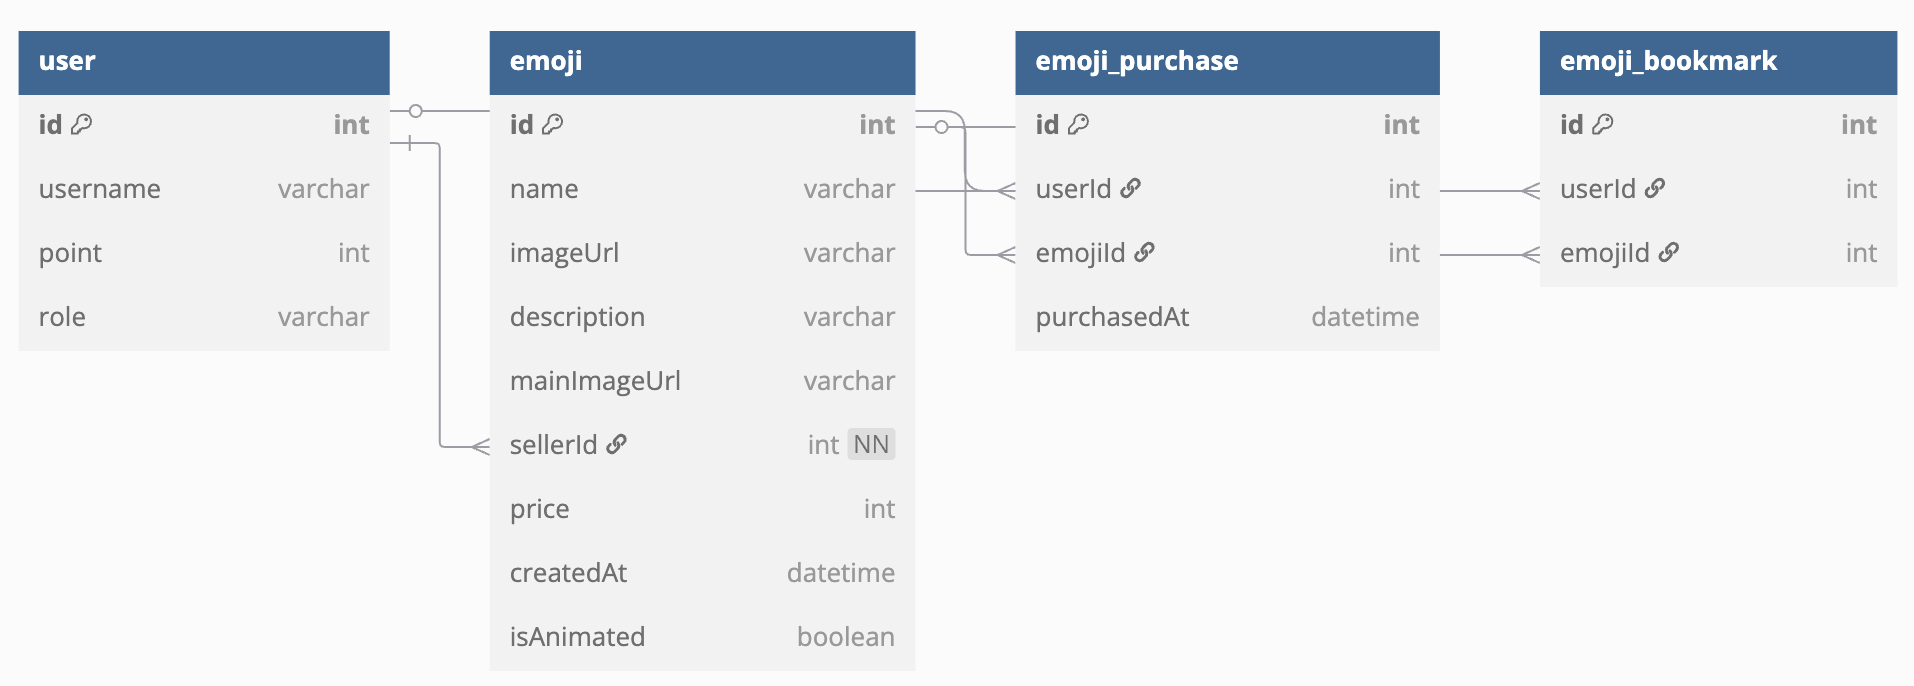 user
id int
username varchar
point int
role varchar
emoji
id int
name varchar
imageUrl varchar
description varchar
mainImageUrl varchar
sellerId int NN
price int
createdAt datetime
isAnimated boolean
emoji_purchase
id int
userId int
emojiId int
purchasedAt datetime
emoji_bookmark
id int
userId int
emojiId int